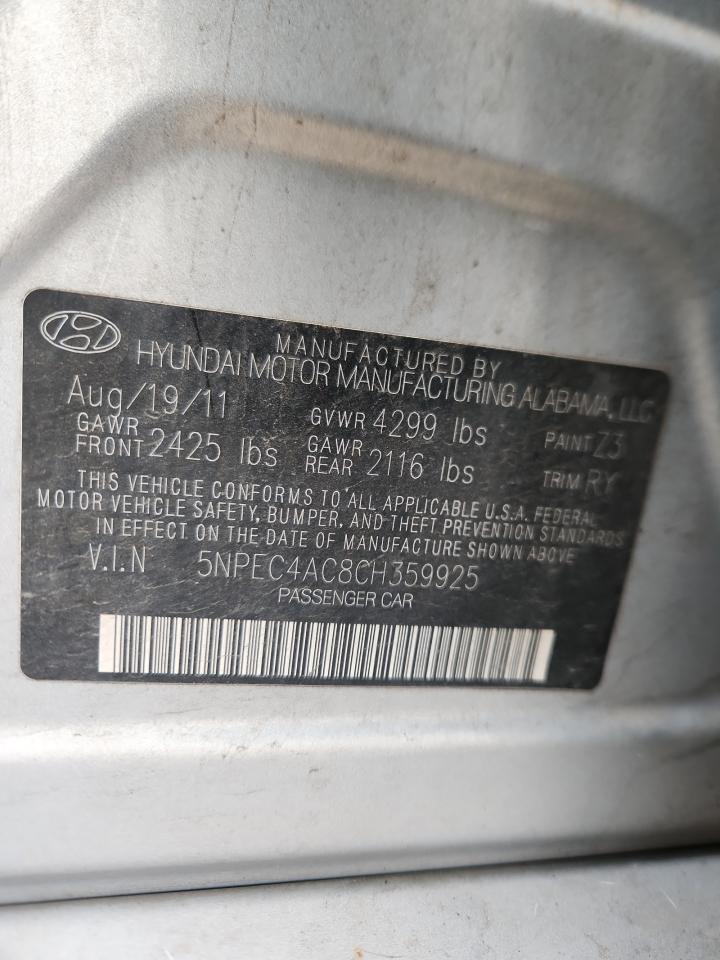 MANUFACTURED BY
HYUNDAI MOTOR MANUFACTURING ALABAMA, LLC
Aug/19/11 GVWR 4299 lbs PAINT Z3
GAWR FRONT 2425 lbs GAWR REAR 2116 lbs TRIM RY
THIS VEHICLE CONFORMS TO ALL APPLICABLE U.S.A. FEDERAL
MOTOR VEHICLE SAFETY, BUMPER, AND THEFT PREVENTION STANDARDS
IN EFFECT ON THE DATE OF MANUFACTURE SHOWN ABOVE
V.I.N 5NPEC4AC8CH359925
PASSENGER CAR